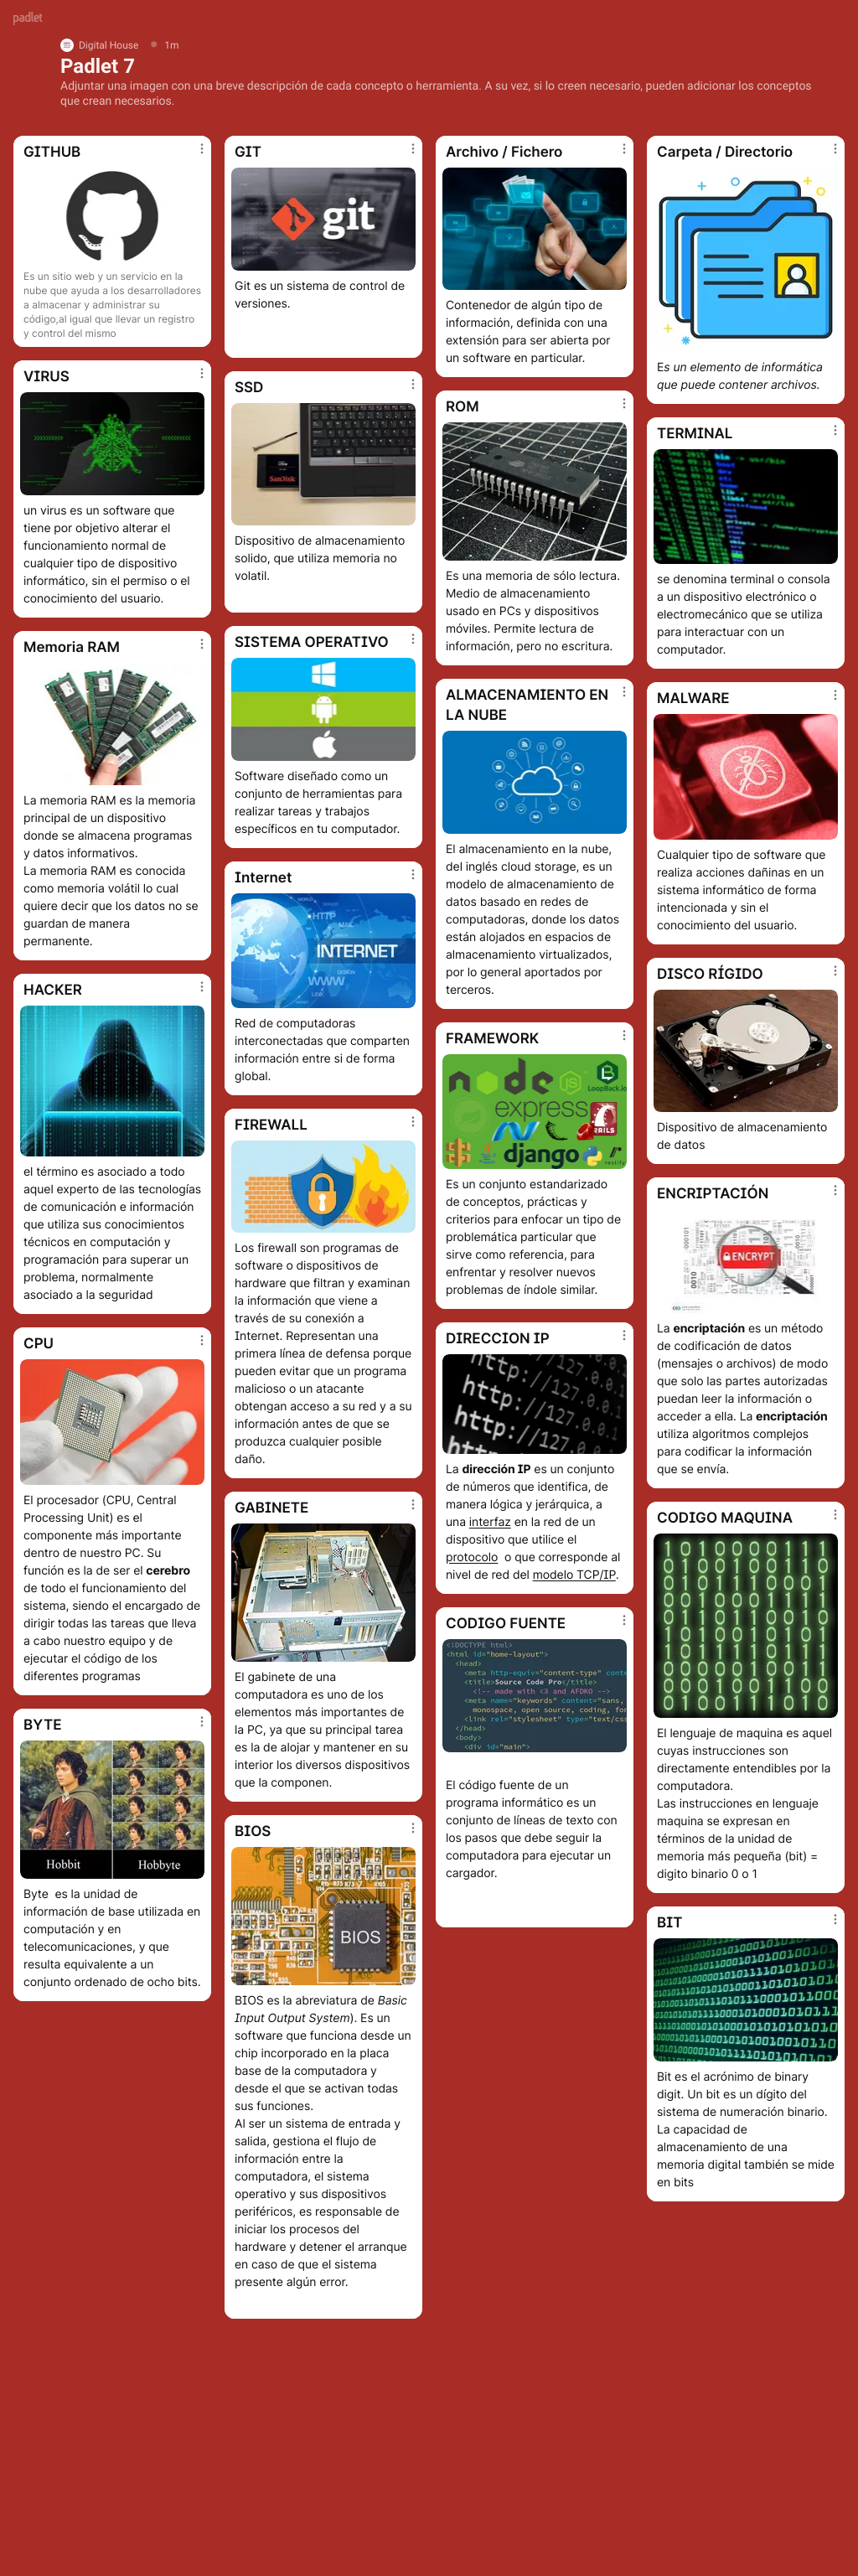 padlet
Digital House 1m
Padlet 7
Adjuntar una imagen con una breve descripción de cada concepto o herramienta. A su vez, si lo creen necesario, pueden adicionar los conceptos
que crean necesarios.
GITHUB
Es un sitio web y un servicio en la
nube que ayuda a los desarrolladores
a almacenar y administrar su
código,al igual que llevar un registro
y control del mismo
VIRUS
un virus es un software que
tiene por objetivo alterar el
funcionamiento normal de
cualquier tipo de dispositivo
informático, sin el permiso o el
conocimiento del usuario.
Memoria RAM
La memoria RAM es la memoria
principal de un dispositivo
donde se almacena programas
y datos informativos.
La memoria RAM es conocida
como memoria volátil lo cual
quiere decir que los datos no se
guardan de manera
permanente.
HACKER
el término es asociado a todo
aquel experto de las tecnologías
de comunicación e información
que utiliza sus conocimientos
técnicos en computación y
programación para superar un
problema, normalmente
asociado a la seguridad
CPU
El procesador (CPU, Central
Processing Unit) es el
componente más importante
dentro de nuestro PC. Su
función es la de ser el cerebro
de todo el funcionamiento del
sistema, siendo el encargado de
dirigir todas las tareas que lleva
a cabo nuestro equipo y de
ejecutar el código de los
diferentes programas
BYTE
Hobbit Hobbyte
Byte es la unidad de
información de base utilizada en
computación y en
telecomunicaciones, y que
resulta equivalente a un
conjunto ordenado de ocho bits.
GIT
git
Git es un sistema de control de
versiones.
SSD
SanDisk
Dispositivo de almacenamiento
solido, que utiliza memoria no
volatil.
SISTEMA OPERATIVO
Software diseñado como un
conjunto de herramientas para
realizar tareas y trabajos
específicos en tu computador.
Internet
HTTP
INTERNET
WWW
DESIGN
LINK
Red de computadoras
interconectadas que comparten
información entre si de forma
global.
FIREWALL
Los firewall son programas de
software o dispositivos de
hardware que filtran y examinan
la información que viene a
través de su conexión a
Internet. Representan una
primera línea de defensa porque
pueden evitar que un programa
malicioso o un atacante
obtengan acceso a su red y a su
información antes de que se
produzca cualquier posible
daño.
GABINETE
El gabinete de una
computadora es uno de los
elementos más importantes de
la PC, ya que su principal tarea
es la de alojar y mantener en su
interior los diversos dispositivos
que la componen.
BIOS
BIOS
BIOS es la abreviatura de Basic
Input Output System). Es un
software que funciona desde un
chip incorporado en la placa
base de la computadora y
desde el que se activan todas
sus funciones.
Al ser un sistema de entrada y
salida, gestiona el flujo de
información entre la
computadora, el sistema
operativo y sus dispositivos
periféricos, es responsable de
iniciar los procesos del
hardware y detener el arranque
en caso de que el sistema
presente algún error.
Archivo / Fichero
Contenedor de algún tipo de
información, definida con una
extensión para ser abierta por
un software en particular.
ROM
Es una memoria de sólo lectura.
Medio de almacenamiento
usado en PCs y dispositivos
móviles. Permite lectura de
información, pero no escritura.
ALMACENAMIENTO EN
LA NUBE
El almacenamiento en la nube,
del inglés cloud storage, es un
modelo de almacenamiento de
datos basado en redes de
computadoras, donde los datos
están alojados en espacios de
almacenamiento virtualizados,
por lo general aportados por
terceros.
FRAMEWORK
node
JS
LoopBack.io
express
RAILS
django
restify
Es un conjunto estandarizado
de conceptos, prácticas y
criterios para enfocar un tipo de
problemática particular que
sirve como referencia, para
enfrentar y resolver nuevos
problemas de índole similar.
DIRECCION IP
http://127.0.0.1
http://127.0.0.1
http://127.0.0.1
La dirección IP es un conjunto
de números que identifica, de
manera lógica y jerárquica, a
una interfaz en la red de un
dispositivo que utilice el
protocolo o que corresponde al
nivel de red del modelo TCP/IP.
CODIGO FUENTE
<!DOCTYPE html>
<html id="home-layout">
<head>
<meta http-equiv="content-type" conte
<title>Source Code Pro</title>
<!-- made with <3 and AFDKO -->
<meta name="keywords" content="sans,
monospace, open source, coding, for
<link rel="stylesheet" type="text/css
</head>
<body>
<div id="main">
El código fuente de un
programa informático es un
conjunto de líneas de texto con
los pasos que debe seguir la
computadora para ejecutar un
cargador.
Carpeta / Directorio
Es un elemento de informática
que puede contener archivos.
TERMINAL
se denomina terminal o consola
a un dispositivo electrónico o
electromecánico que se utiliza
para interactuar con un
computador.
MALWARE
Cualquier tipo de software que
realiza acciones dañinas en un
sistema informático de forma
intencionada y sin el
conocimiento del usuario.
DISCO RÍGIDO
Dispositivo de almacenamiento
de datos
ENCRIPTACIÓN
ENCRYPT
La encriptación es un método
de codificación de datos
(mensajes o archivos) de modo
que solo las partes autorizadas
puedan leer la información o
acceder a ella. La encriptación
utiliza algoritmos complejos
para codificar la información
que se envía.
CODIGO MAQUINA
El lenguaje de maquina es aquel
cuyas instrucciones son
directamente entendibles por la
computadora.
Las instrucciones en lenguaje
maquina se expresan en
términos de la unidad de
memoria más pequeña (bit) =
digito binario 0 o 1
BIT
Bit es el acrónimo de binary
digit. Un bit es un dígito del
sistema de numeración binario.
La capacidad de
almacenamiento de una
memoria digital también se mide
en bits